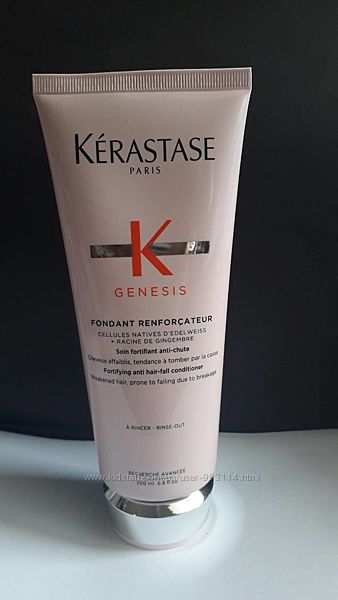 KÉRASTASE
PARIS
K
GENESIS
FONDANT RENFORÇATEUR
CELLULES NATIVES D'EDELWEISS
+ RACINE DE GINGEMBRE
Soin fortifiant anti-chute
Cheveux affaiblis, tendance à tomber par la casse
Fortifying anti hair-fall conditioner
Weakened hair, prone to falling due to breakage
À RINCER - RINSE-OUT
RECHERCHE AVANCÉE
200 ml 6.8 fl.oz